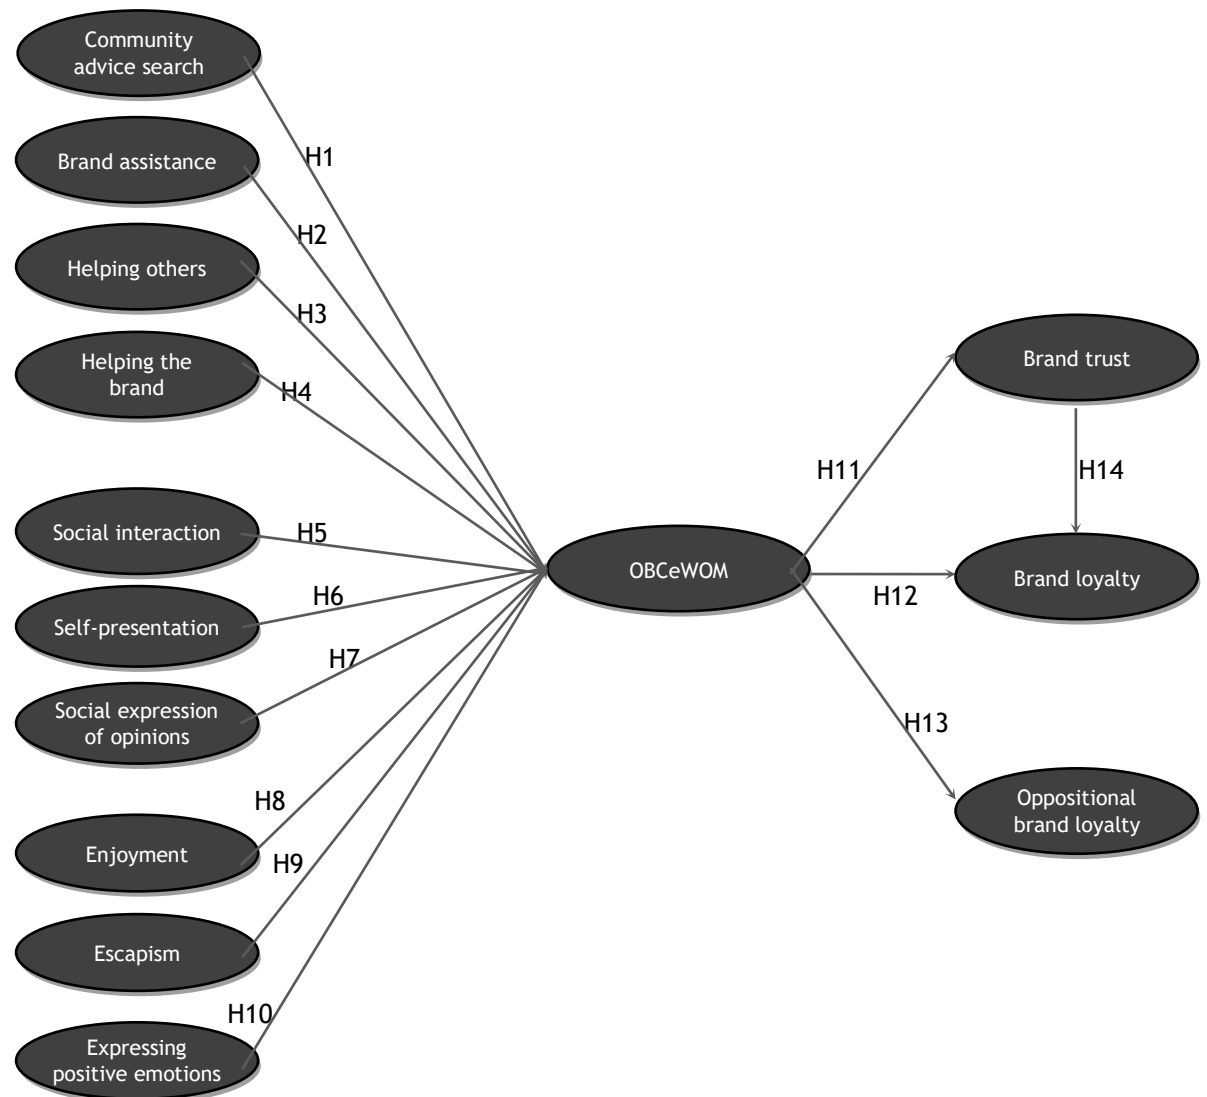 Community
advice search
H1
Brand assistance
H2
Helping others
H3
Helping the
brand
H4
Social interaction
H5
Self-presentation
H6
Social expression
of opinions
H7
Enjoyment
H8
Escapism
H9
Expressing
positive emotions
H10
OBCeWOM
H11
H12
H13
Brand trust
H14
Brand loyalty
Oppositional
brand loyalty